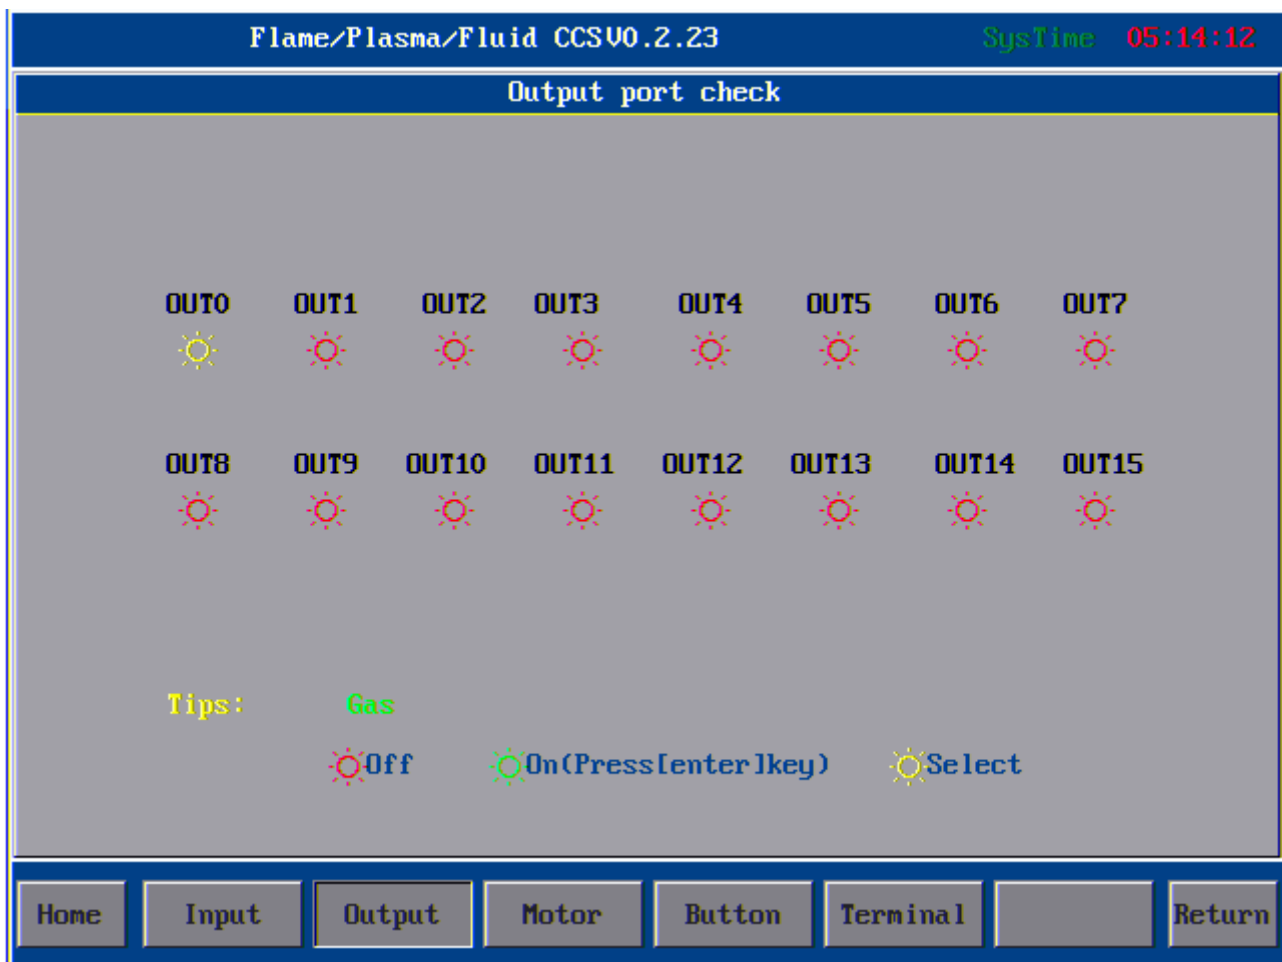 Flame/Plasma/Fluid CCSV0.2.23 SysTime 05:14:12
Output port check
OUT0 OUT1 OUT2 OUT3 OUT4 OUT5 OUT6 OUT7
OUT8 OUT9 OUT10 OUT11 OUT12 OUT13 OUT14 OUT15
Tips: Gas
Off On(Press[enter]key) Select
Home Input Output Motor Button Terminal Return